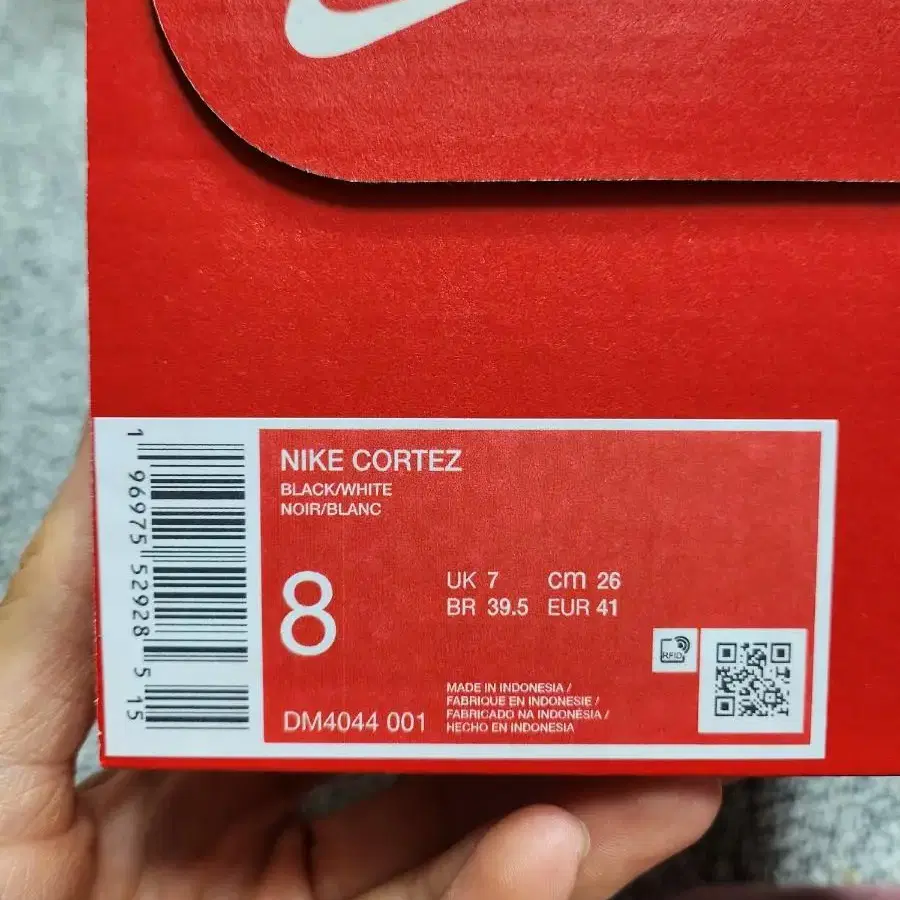 NIKE CORTEZ
BLACK/WHITE
NOIR/BLANC
8
UK 7 cm 26
BR 39.5 EUR 41
DM4044 001
MADE IN INDONESIA /
FABRIQUE EN INDONESIE /
FABRICADO NA INDONÉSIA /
HECHO EN INDONESIA
RFID
1 96975 52928 5 15